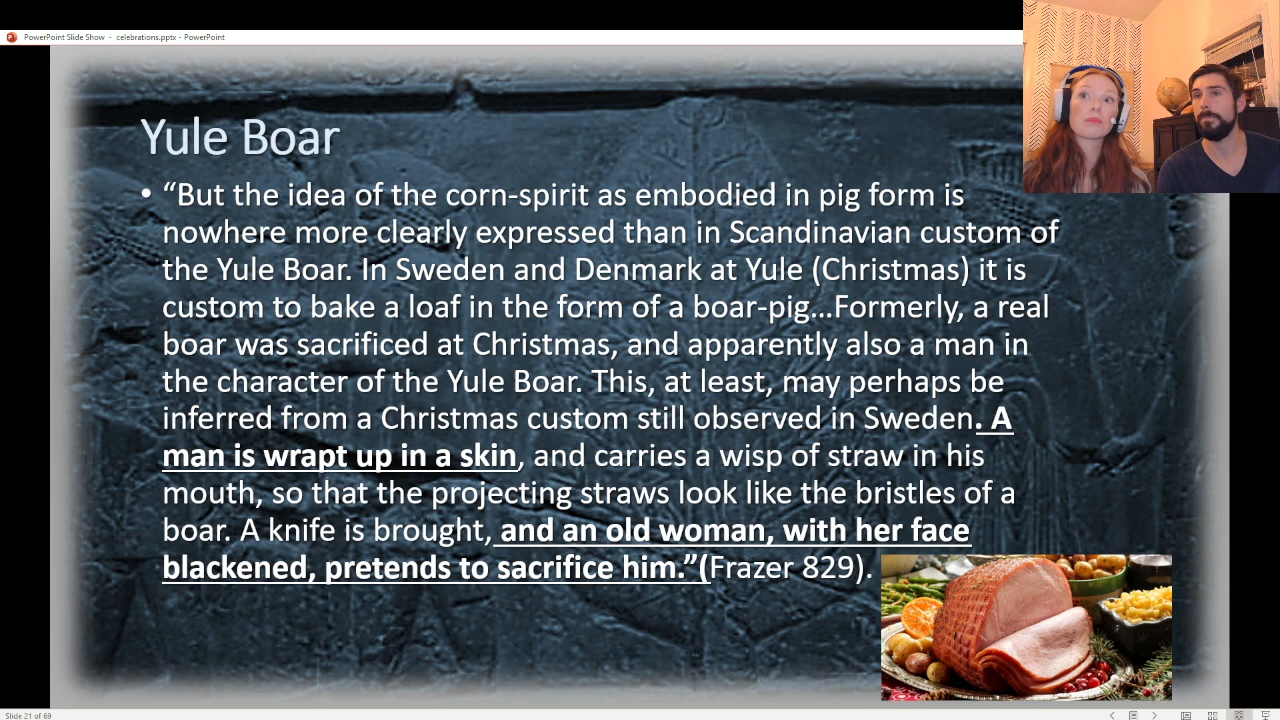 PowerPoint Slide Show - celebrations.pptx - PowerPoint
Yule Boar
• “But the idea of the corn-spirit as embodied in pig form is
nowhere more clearly expressed than in Scandinavian custom of
the Yule Boar. In Sweden and Denmark at Yule (Christmas) it is
custom to bake a loaf in the form of a boar-pig…Formerly, a real
boar was sacrificed at Christmas, and apparently also a man in
the character of the Yule Boar. This, at least, may perhaps be
inferred from a Christmas custom still observed in Sweden. A
man is wrapt up in a skin, and carries a wisp of straw in his
mouth, so that the projecting straws look like the bristles of a
boar. A knife is brought, and an old woman, with her face
blackened, pretends to sacrifice him.”(Frazer 829).
Slide 21 of 69